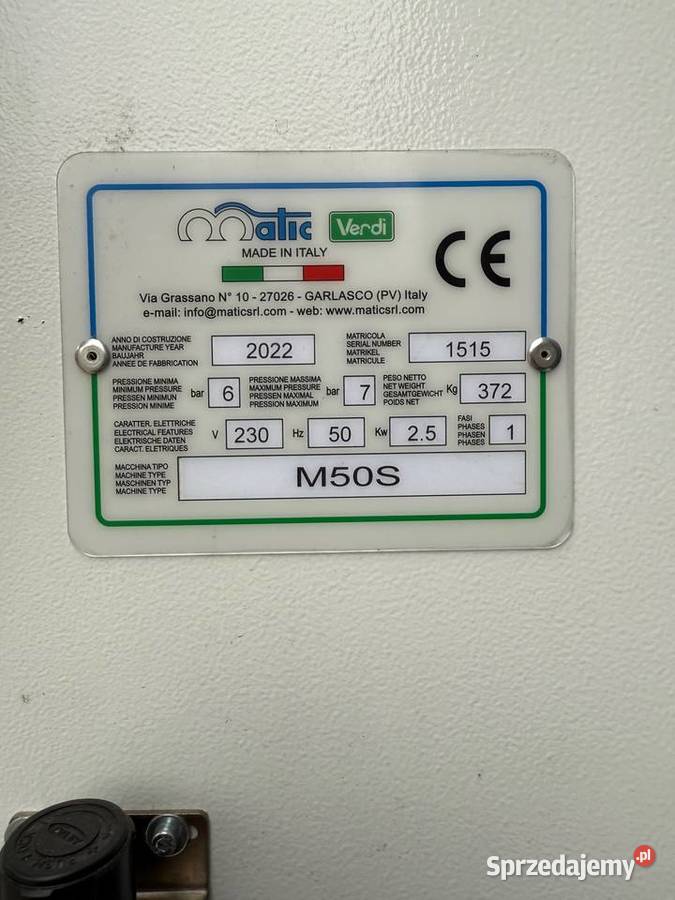 matic Verdi
MADE IN ITALY
CE
Via Grassano N° 10 - 27026 - GARLASCO (PV) Italy
e-mail: info@maticsrl.com - web: www.maticsrl.com
ANNO DI COSTRUZIONE
MANUFACTURE YEAR
BAUJAHR
ANNEE DE FABBRICATION
2022
MATRICOLA
SERIAL NUMBER
MATRIKEL
MATRICULE
1515
PRESSIONE MINIMA
MINIMUM PRESSURE
PRESSEN MINIMUN
PRESSION MINIME
bar 6
PRESSIONE MASSIMA
MAXIMUM PRESSURE
PRESSEN MAXIMAL
PRESSION MAXIMUM
bar 7
PESO NETTO
NET WEIGHT
GESAMTGEWICHT
POIDS NET
Kg 372
CARATTER. ELETTRICHE
ELECTRICAL FEATURES
ELEKTRISCHE DATEN
CARACT. ELETRIQUES
V 230 Hz 50 Kw 2.5
FASI
PHASES
PHASEN
PHASES
1
MACCHINA TIPO
MACHINE TYPE
MASCHINEN TYP
MACHINE TYPE
M50S
Sprzedajemy.pl